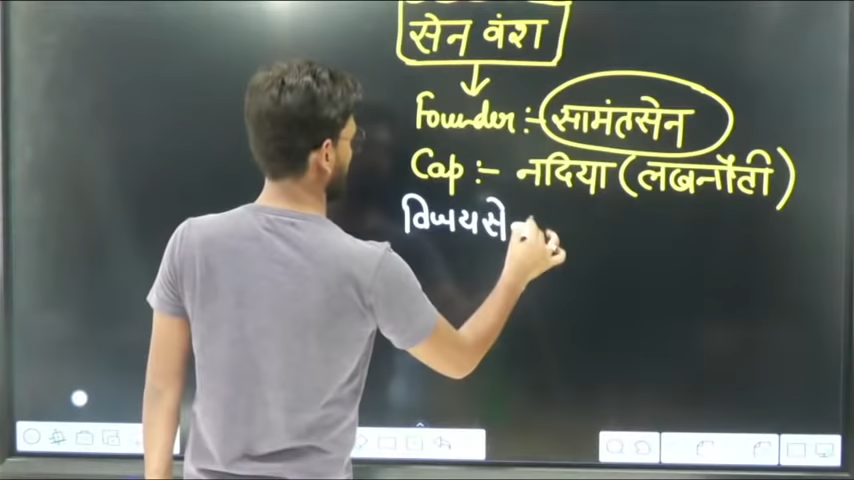 सेन वंश
Founder :- सामंतसेन
Cap :- नदिया (लखनौती)
विजयसे